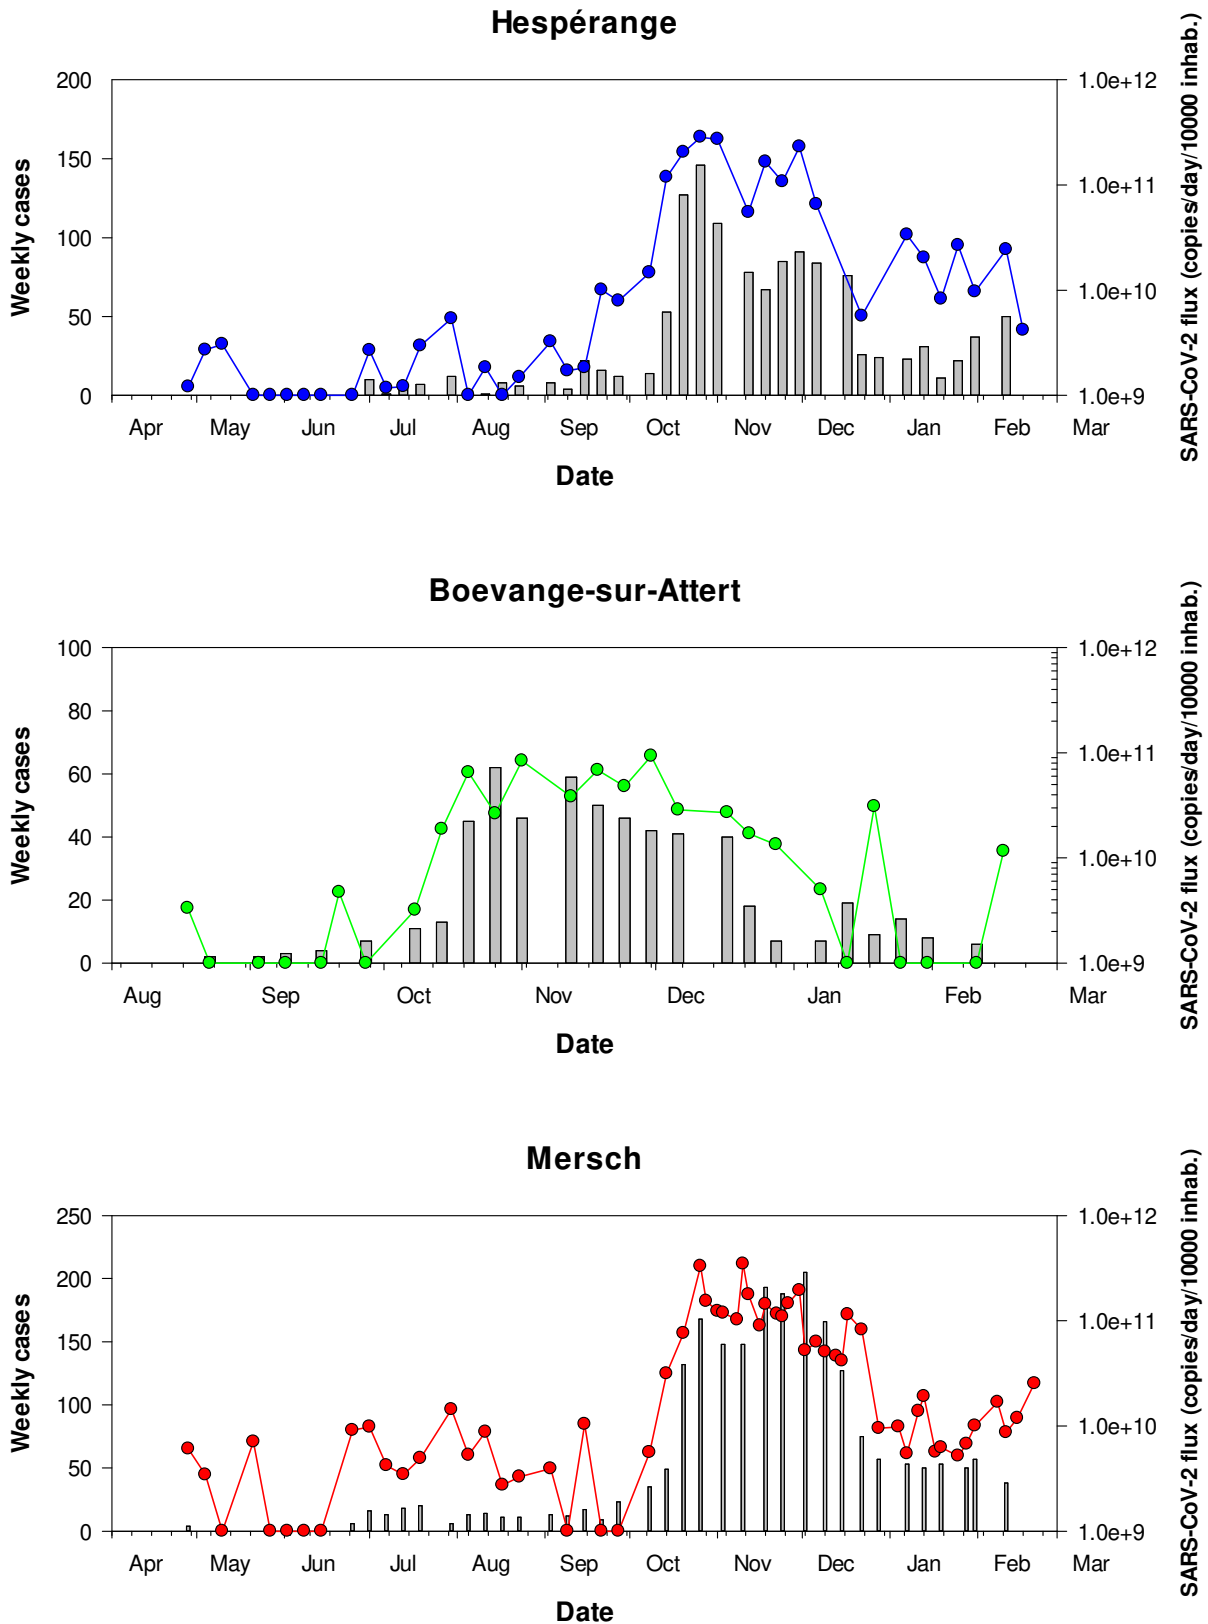 Hespérange
Weekly cases
200
150
100
50
0
1.0e+12
1.0e+11
1.0e+10
1.0e+9
SARS-CoV-2 flux (copies/day/10000 inhab.)
Apr May Jun Jul Aug Sep Oct Nov Dec Jan Feb Mar
Date
Boevange-sur-Attert
Weekly cases
100
80
60
40
20
0
1.0e+12
1.0e+11
1.0e+10
1.0e+9
SARS-CoV-2 flux (copies/day/10000 inhab.)
Aug Sep Oct Nov Dec Jan Feb Mar
Date
Mersch
Weekly cases
250
200
150
100
50
0
1.0e+12
1.0e+11
1.0e+10
1.0e+9
SARS-CoV-2 flux (copies/day/10000 inhab.)
Apr May Jun Jul Aug Sep Oct Nov Dec Jan Feb Mar
Date